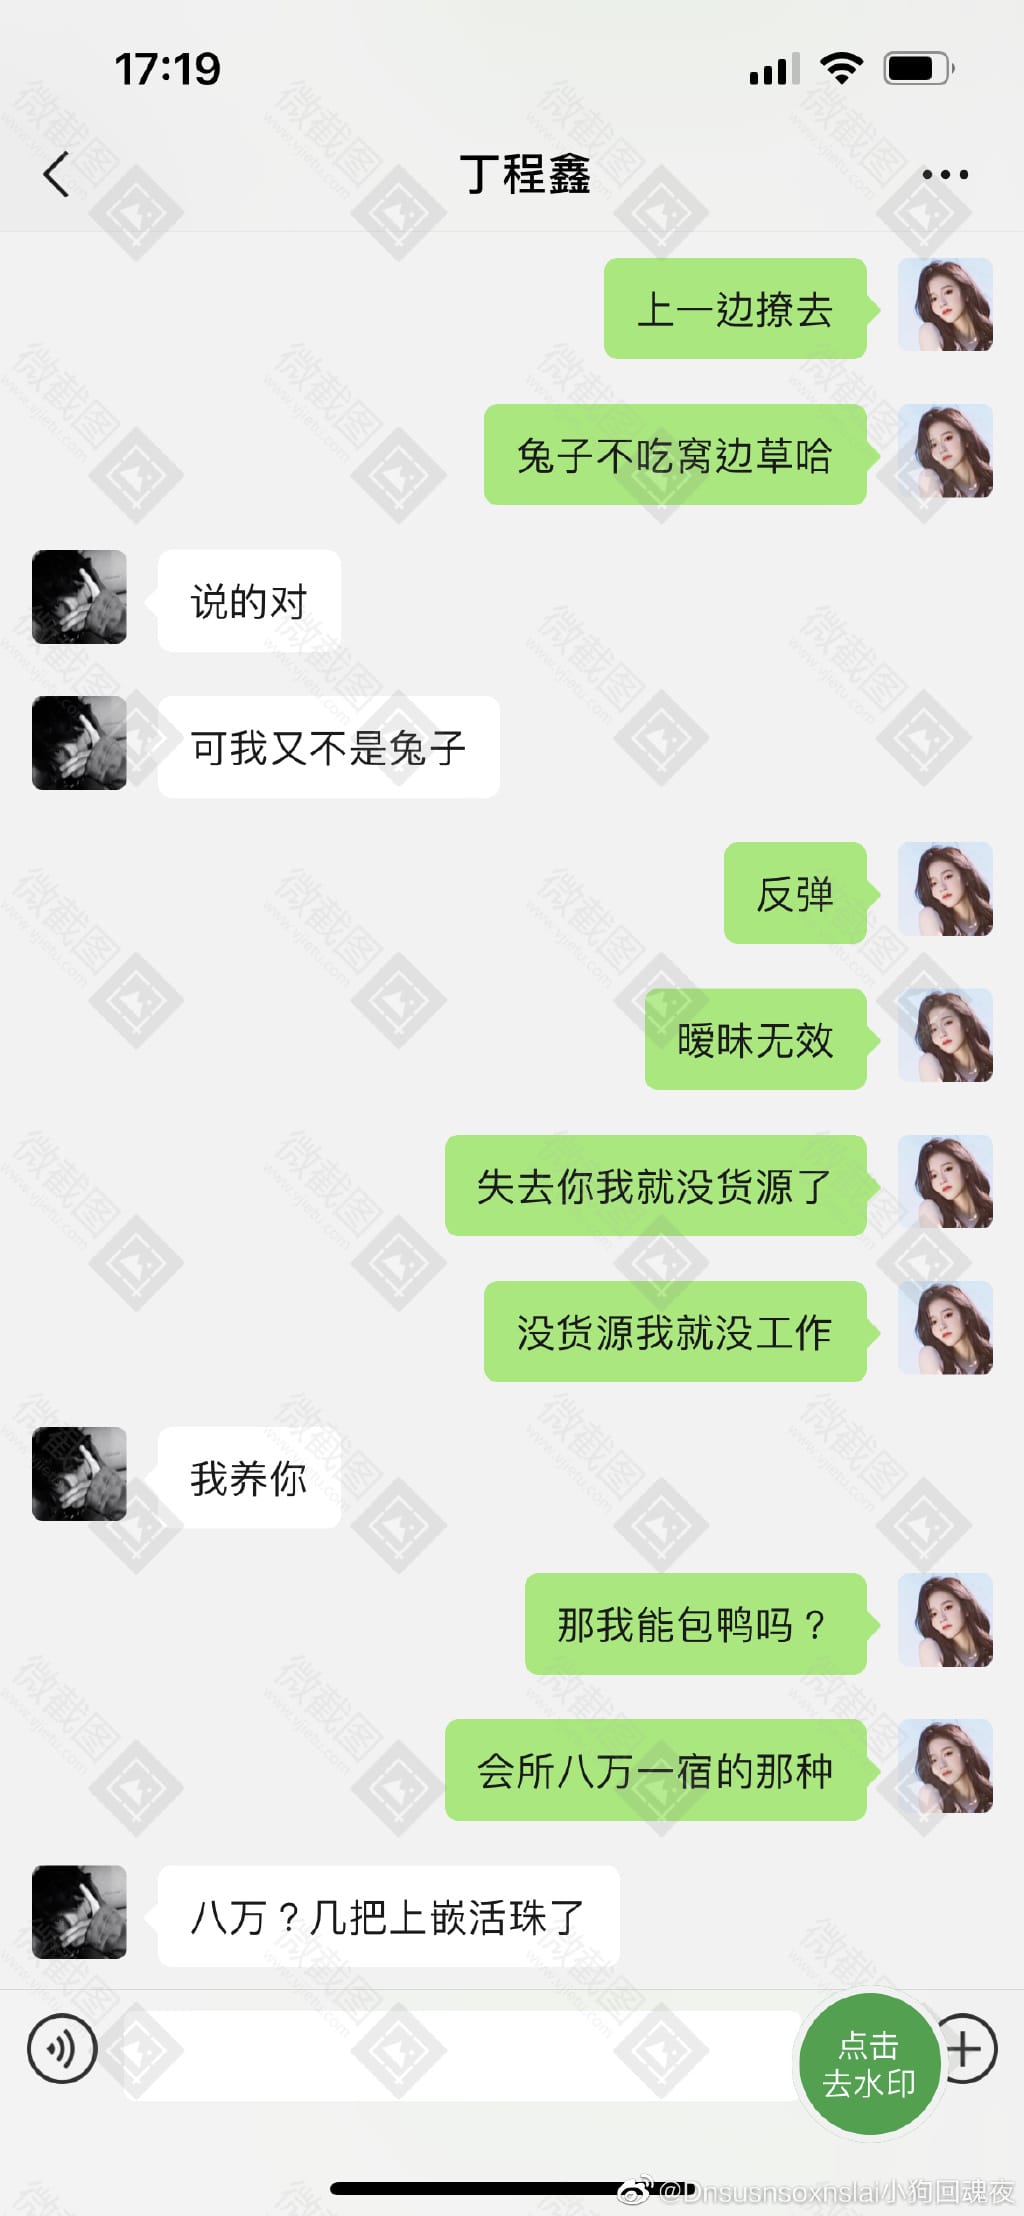 17:19
丁程鑫
上一边撩去
兔子不吃窝边草哈
说的对
可我又不是兔子
反弹
暧昧无效
失去你我就没货源了
没货源我就没工作
我养你
那我能包鸭吗？
会所八万一宿的那种
八万？几把上嵌活珠了
点击
去水印
@Dnsusnsoxnslai小狗回魂夜
微截图
www.vjietu.com